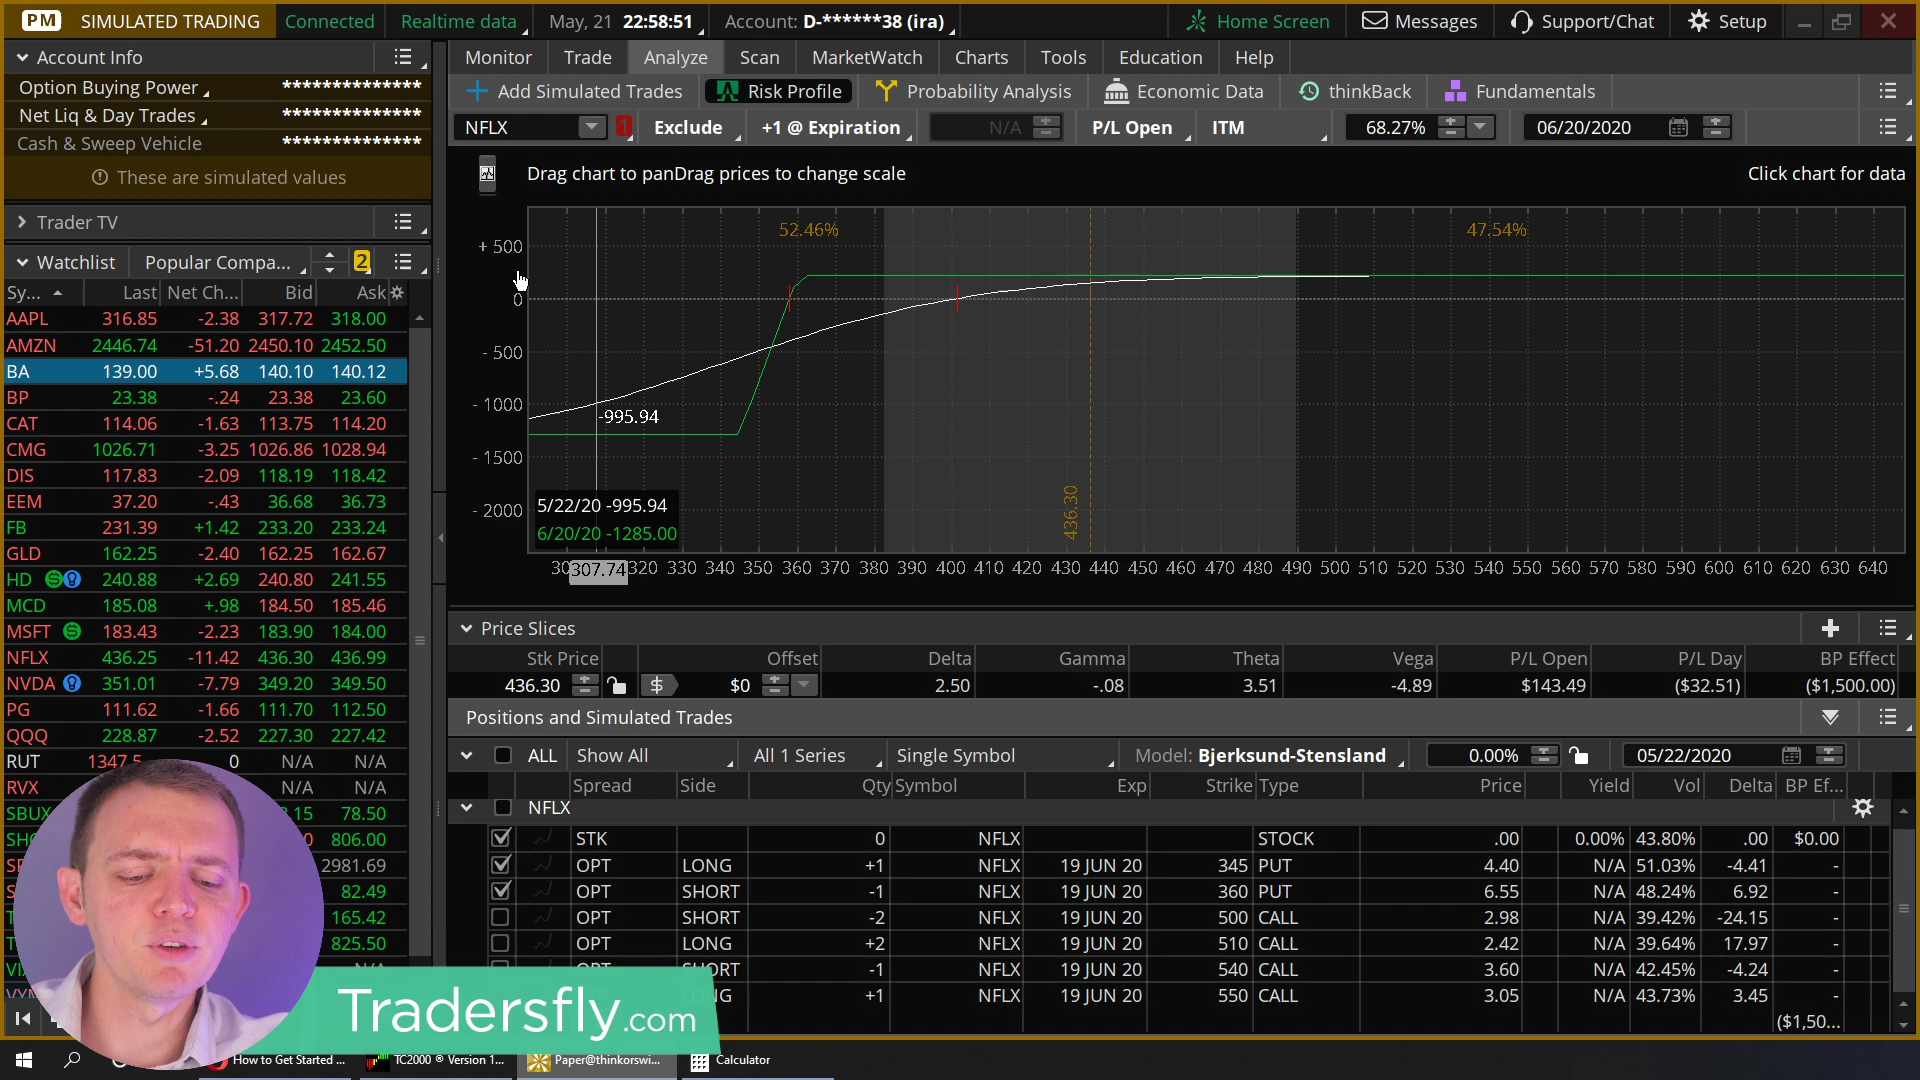 PM SIMULATED TRADING Connected Realtime data May, 21 22:58:51 Account: D-******38 (ira) Home Screen Messages Support/Chat Setup
Account Info
Option Buying Power **************
Net Liq & Day Trades **************
Cash & Sweep Vehicle **************
These are simulated values
Trader TV
Watchlist Popular Compa... 2
Sy... Last Net Ch... Bid Ask
AAPL 316.85 -2.38 317.72 318.00
AMZN 2446.74 -51.20 2450.10 2452.50
BA 139.00 +5.68 140.10 140.12
BP 23.38 -.24 23.38 23.60
CAT 114.06 -1.63 113.75 114.20
CMG 1026.71 -3.25 1026.86 1028.94
DIS 117.83 -2.09 118.19 118.42
EEM 37.20 -.43 36.68 36.73
FB 231.39 +1.42 233.20 233.24
GLD 162.25 -2.40 162.25 162.67
HD 240.88 +2.69 240.80 241.55
MCD 185.08 +.98 184.50 185.46
MSFT 183.43 -2.23 183.90 184.00
NFLX 436.25 -11.42 436.30 436.99
NVDA 351.01 -7.79 349.20 349.50
PG 111.62 -1.66 111.70 112.50
QQQ 228.87 -2.52 227.30 227.42
RUT 0 N/A N/A
RVX N/A N/A
SBUX 78.50
806.00
2981.69
82.49
165.42
825.50
Monitor Trade Analyze Scan MarketWatch Charts Tools Education Help
Add Simulated Trades Risk Profile Probability Analysis Economic Data thinkBack Fundamentals
NFLX 1 Exclude +1 @ Expiration N/A P/L Open ITM 68.27% 06/20/2020
Drag chart to panDrag prices to change scale Click chart for data
52.46% 47.54%
+ 500
0
- 500
- 1000
- 1500
- 2000
-995.94
436.30
5/22/20 -995.94
6/20/20 -1285.00
307.74 320 330 340 350 360 370 380 390 400 410 420 430 440 450 460 470 480 490 500 510 520 530 540 550 560 570 580 590 600 610 620 630 640
Price Slices
Stk Price Offset Delta Gamma Theta Vega P/L Open P/L Day BP Effect
436.30 $ $0 2.50 -.08 3.51 -4.89 $143.49 ($32.51) ($1,500.00)
Positions and Simulated Trades
ALL Show All All 1 Series Single Symbol Model: Bjerksund-Stensland 0.00% 05/22/2020
Spread Side Qty Symbol Exp Strike Type Price Yield Vol Delta BP Ef...
NFLX
STK 0 NFLX STOCK .00 0.00% 43.80% .00 $0.00
OPT LONG +1 NFLX 19 JUN 20 345 PUT 4.40 N/A 51.03% -4.41 -
OPT SHORT -1 NFLX 19 JUN 20 360 PUT 6.55 N/A 48.24% 6.92 -
OPT SHORT -2 NFLX 19 JUN 20 500 CALL 2.98 N/A 39.42% -24.15 -
OPT LONG +2 NFLX 19 JUN 20 510 CALL 2.42 N/A 39.64% 17.97 -
-1 NFLX 19 JUN 20 540 CALL 3.60 N/A 42.45% -4.24 -
+1 NFLX 19 JUN 20 550 CALL 3.05 N/A 43.73% 3.45 -
($1,50...
Tradersfly.com
How to Get Started ... TC2000 ® Version 1... Paper@thinkorswi... Calculator